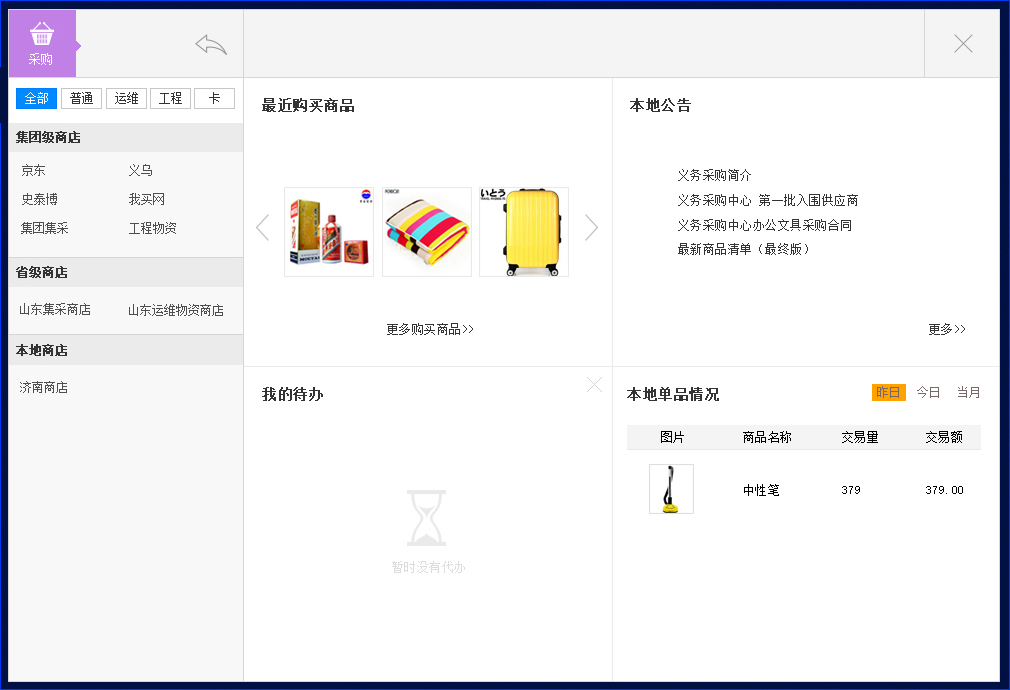 采购
全部 普通 运维 工程 卡
集团级商店
京东 义乌
史泰博 我买网
集团集采 工程物资
省级商店
山东集采商店 山东运维物资商店
本地商店
济南商店
最近购买商品
いとう
更多购买商品>>
本地公告
义务采购简介
义务采购中心 第一批入围供应商
义务采购中心办公文具采购合同
最新商品清单（最终版）
更多>>
我的待办
暂时没有代办
本地单品情况
昨日 今日 当月
图片 商品名称 交易量 交易额
中性笔 379 379.00